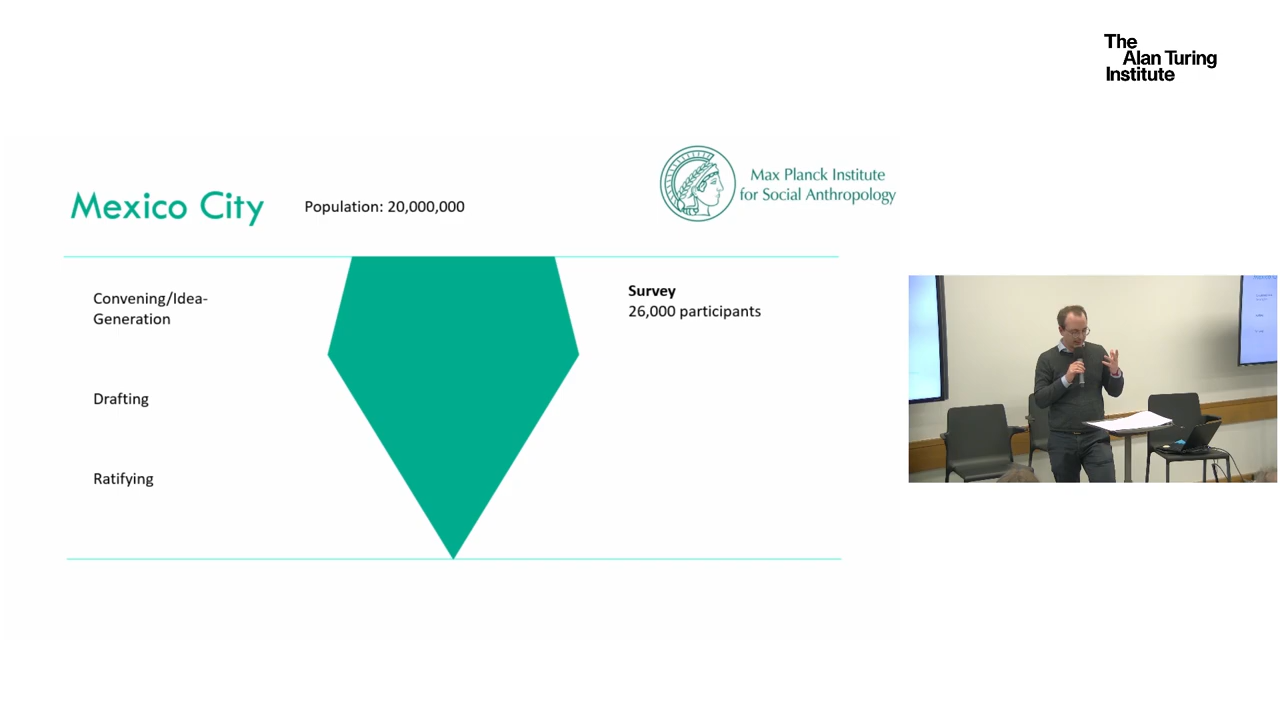 The
Alan Turing
Institute
Max Planck Institute
for Social Anthropology
Mexico City
Population: 20,000,000
Convening/Idea-
Generation
Survey
26,000 participants
Drafting
Ratifying